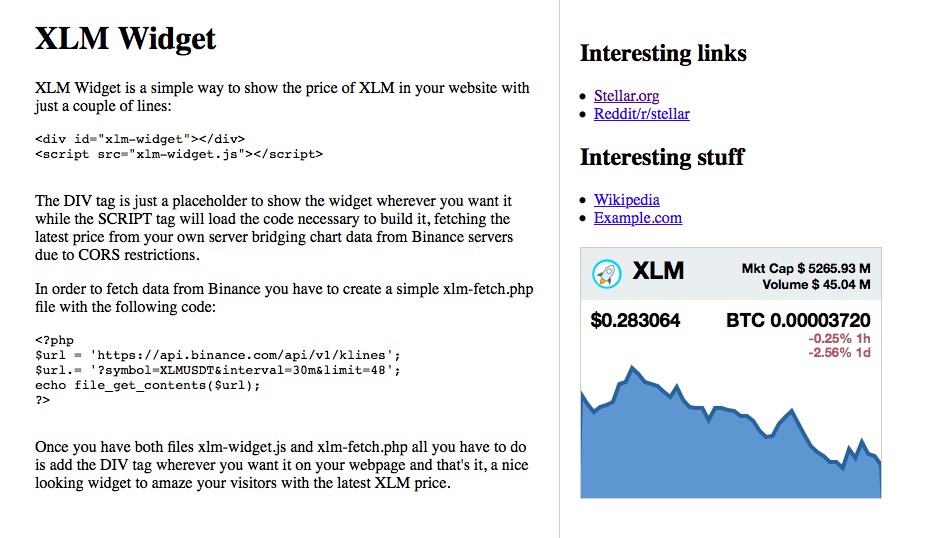 XLM Widget
XLM Widget is a simple way to show the price of XLM in your website with
just a couple of lines:
<div id="xlm-widget"></div>
<script src="xlm-widget.js"></script>
The DIV tag is just a placeholder to show the widget wherever you want it
while the SCRIPT tag will load the code necessary to build it, fetching the
latest price from your own server bridging chart data from Binance servers
due to CORS restrictions.
In order to fetch data from Binance you have to create a simple xlm-fetch.php
file with the following code:
<?php
$url = 'https://api.binance.com/api/v1/klines';
$url.= '?symbol=XLMUSDT&interval=30m&limit=48';
echo file_get_contents($url);
?>
Once you have both files xlm-widget.js and xlm-fetch.php all you have to do
is add the DIV tag wherever you want it on your webpage and that's it, a nice
looking widget to amaze your visitors with the latest XLM price.
Interesting links
Stellar.org
Reddit/r/stellar
Interesting stuff
Wikipedia
Example.com
XLM
Mkt Cap $ 5265.93 M
Volume $ 45.04 M
$0.283064
BTC 0.00003720
-0.25% 1h
-2.56% 1d